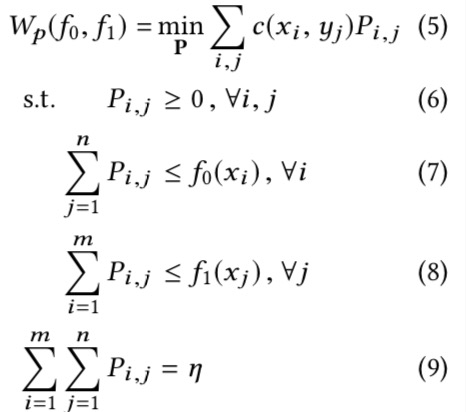 W_p(f_0, f_1) = min_P ∑_{i,j} c(x_i, y_j)P_{i,j} (5)
s.t. P_{i,j} ≥ 0 , ∀i, j (6)
∑_{j=1}^{n} P_{i,j} ≤ f_0(x_i) , ∀i (7)
∑_{i=1}^{m} P_{i,j} ≤ f_1(x_j) , ∀j (8)
∑_{i=1}^{m} ∑_{j=1}^{n} P_{i,j} = η (9)